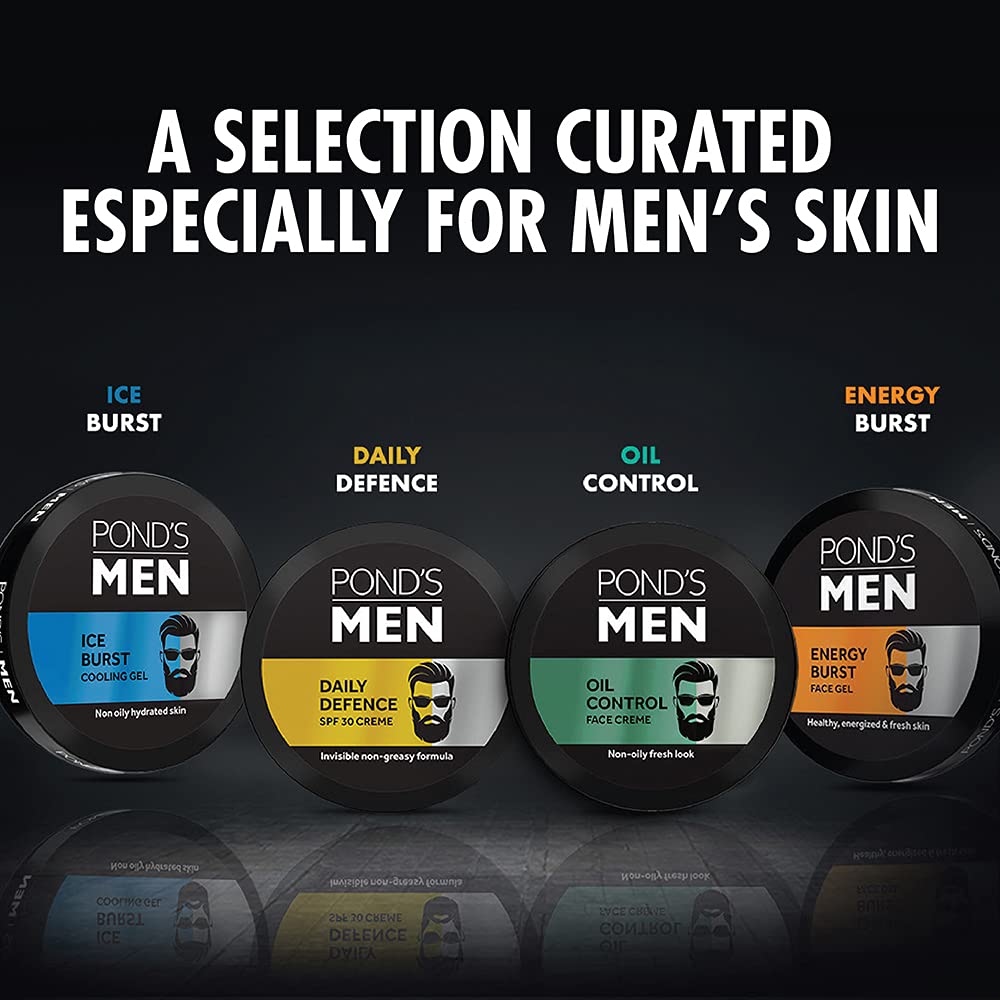 A SELECTION CURATED
ESPECIALLY FOR MEN'S SKIN
ICE
BURST
DAILY
DEFENCE
OIL
CONTROL
ENERGY
BURST
POND'S
MEN
ICE
BURST
COOLING GEL
Non oily hydrated skin
POND'S
MEN
DAILY
DEFENCE
SPF 30 CREME
Invisible non-greasy formula
POND'S
MEN
OIL
CONTROL
FACE CREME
Non-oily fresh look
POND'S
MEN
ENERGY
BURST
FACE GEL
Healthy, energized & fresh skin